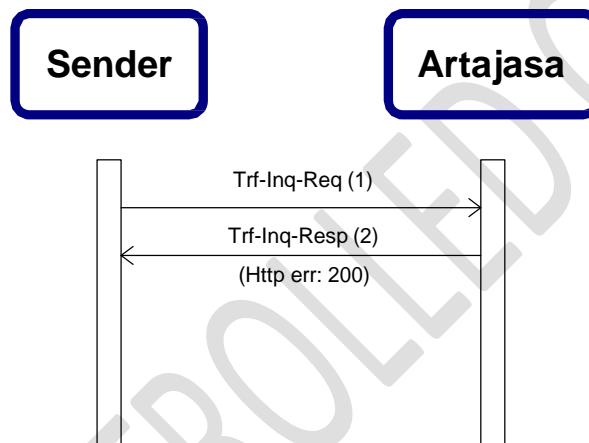 Sender
Artajasa
Trf-Inq-Req (1)
Trf-Inq-Resp (2)
(Http err: 200)